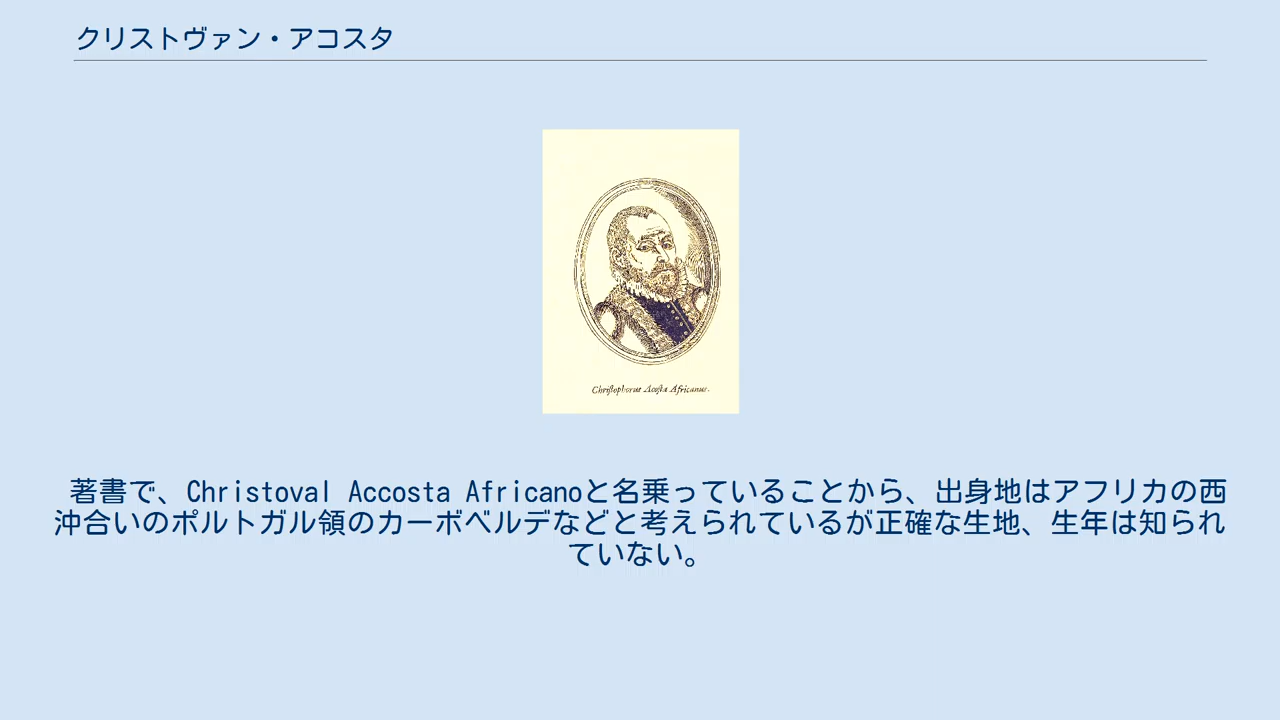 クリストヴァン・アコスタ
Chriſtophorus Acoſta Africanus.
著書で、Christoval Accosta Africanoと名乗っていることから、出身地はアフリカの西
沖合いのポルトガル領のカーボベルデなどと考えられているが正確な生地、生年は知られ
ていない。